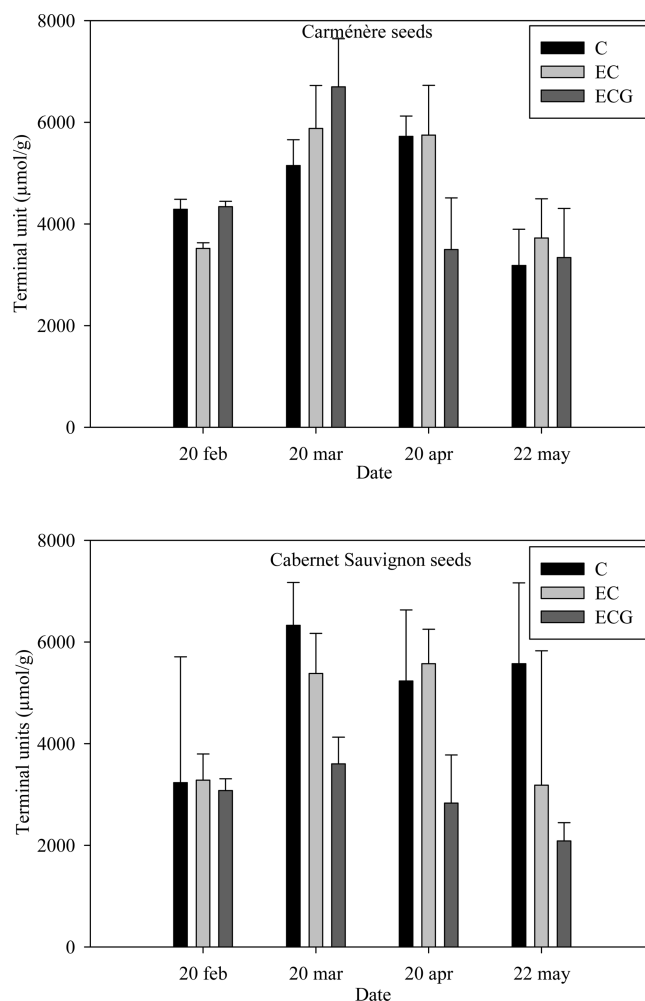 Carménère seeds
C
EC
ECG
Terminal unit (µmol/g)
8000
6000
4000
2000
0
20 feb
20 mar
20 apr
22 may
Date
Cabernet Sauvignon seeds
C
EC
ECG
Terminal units (µmol/g)
8000
6000
4000
2000
0
20 feb
20 mar
20 apr
22 may
Date